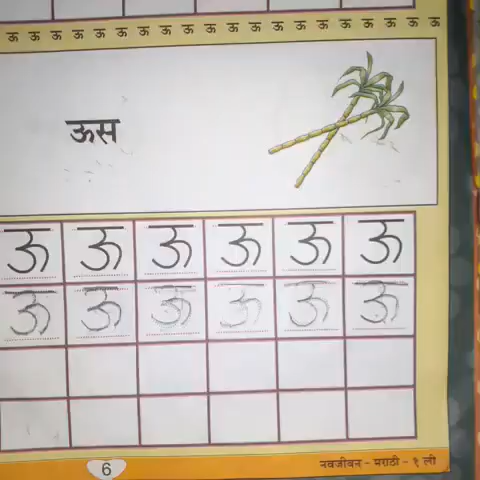 ऊ ऊ ऊ ऊ ऊ ऊ ऊ ऊ ऊ ऊ ऊ ऊ ऊ ऊ ऊ ऊ ऊ ऊ ऊ ऊ
ऊस
ऊ ऊ ऊ ऊ ऊ ऊ
ऊ ऊ ऊ ऊ ऊ ऊ
6 नवजीवन - मराठी - १ ली